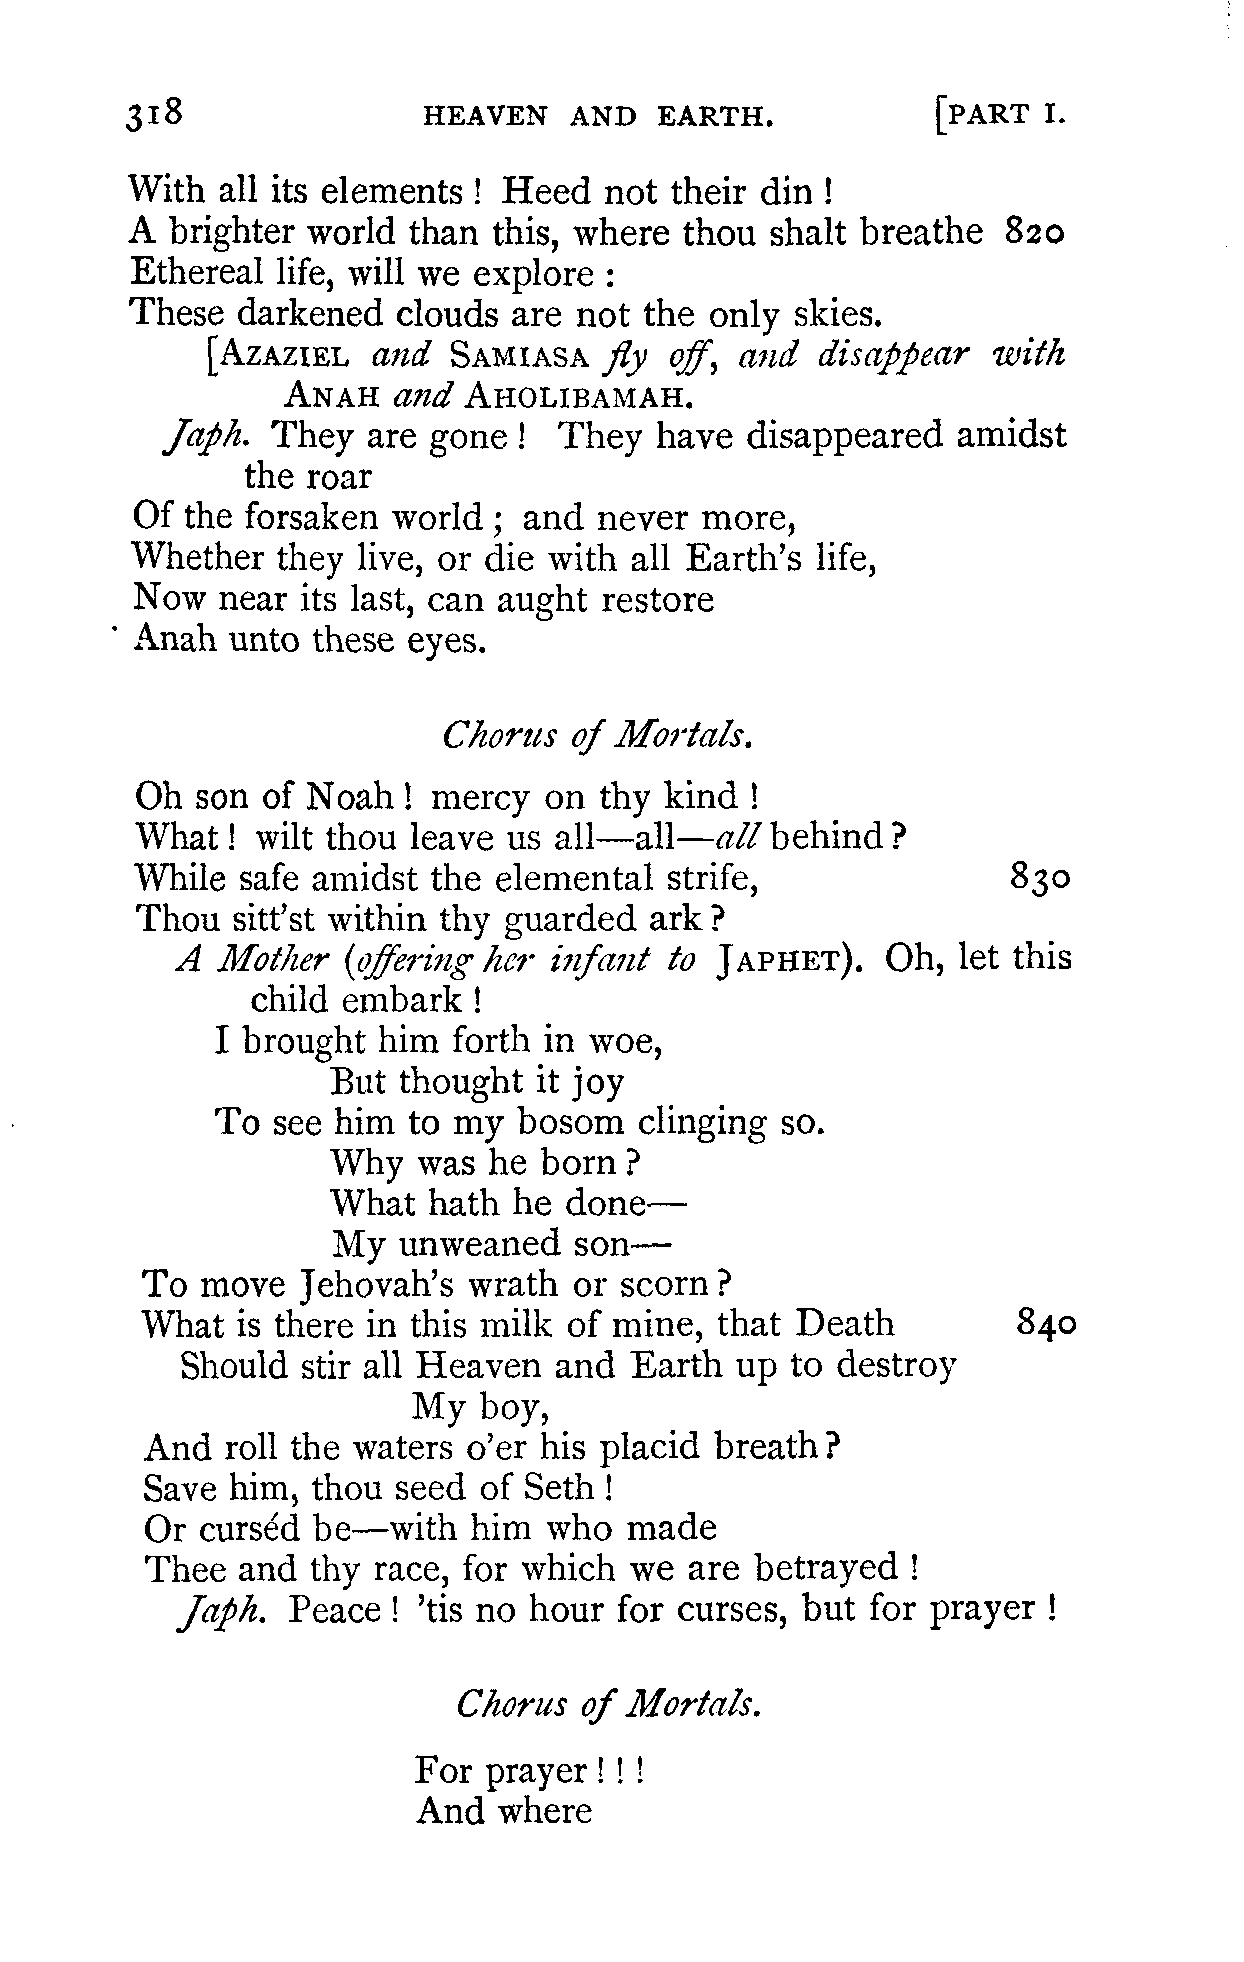 318 HEAVEN AND EARTH. [PART I.
With all its elements ! Heed not their din !
A brighter world than this, where thou shalt breathe 820
Ethereal life, will we explore :
These darkened clouds are not the only skies.
[AZAZIEL and SAMIASA fly off, and disappear with
ANAH and AHOLIBAMAH.
Japh. They are gone ! They have disappeared amidst
the roar
Of the forsaken world ; and never more,
Whether they live, or die with all Earth's life,
Now near its last, can aught restore
Anah unto these eyes.
Chorus of Mortals.
Oh son of Noah ! mercy on thy kind !
What ! wilt thou leave us all—all—all behind ?
While safe amidst the elemental strife, 830
Thou sitt'st within thy guarded ark ?
A Mother (offering her infant to JAPHET). Oh, let this
child embark !
I brought him forth in woe,
But thought it joy
To see him to my bosom clinging so.
Why was he born ?
What hath he done—
My unweaned son—
To move Jehovah's wrath or scorn ?
What is there in this milk of mine, that Death 840
Should stir all Heaven and Earth up to destroy
My boy,
And roll the waters o'er his placid breath ?
Save him, thou seed of Seth !
Or curséd be—with him who made
Thee and thy race, for which we are betrayed !
Japh. Peace ! 'tis no hour for curses, but for prayer !
Chorus of Mortals.
For prayer ! ! !
And where